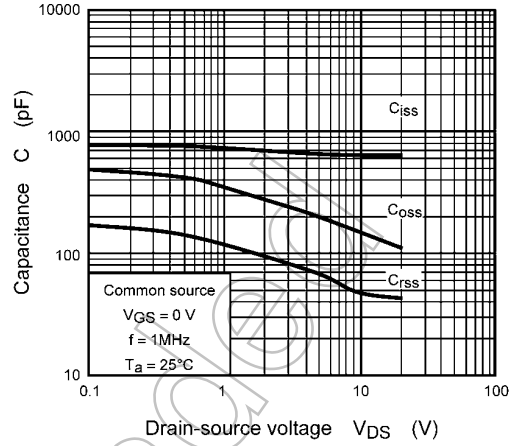 10000
1000
100
10
Capacitance C (pF)
Ciss
Coss
Crss
Common source
VGS = 0 V
f = 1MHz
Ta = 25°C
0.1
1
10
100
Drain-source voltage VDS (V)